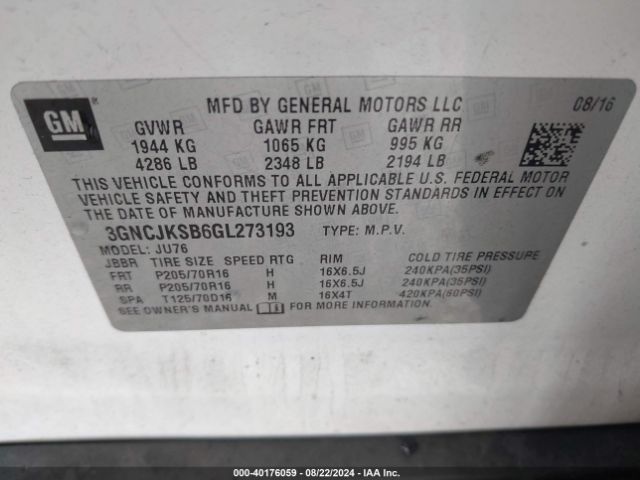 GM
MFD BY GENERAL MOTORS LLC 08/16
GVWR GAWR FRT GAWR RR
1944 KG 1065 KG 995 KG
4286 LB 2348 LB 2194 LB
THIS VEHICLE CONFORMS TO ALL APPLICABLE U.S. FEDERAL MOTOR
VEHICLE SAFETY AND THEFT PREVENTION STANDARDS IN EFFECT ON
THE DATE OF MANUFACTURE SHOWN ABOVE.
3GNCJKSB6GL273193 TYPE: M.P.V.
MODEL: JU76
JBBR TIRE SIZE SPEED RTG RIM COLD TIRE PRESSURE
FRT P205/70R16 H 16X6.5J 240KPA(35PSI)
RR P205/70R16 H 16X6.5J 240KPA(35PSI)
SPA T125/70D16 M 16X4T 420KPA(60PSI)
SEE OWNER'S MANUAL FOR MORE INFORMATION.
000-40176059 - 08/22/2024 - IAA Inc.